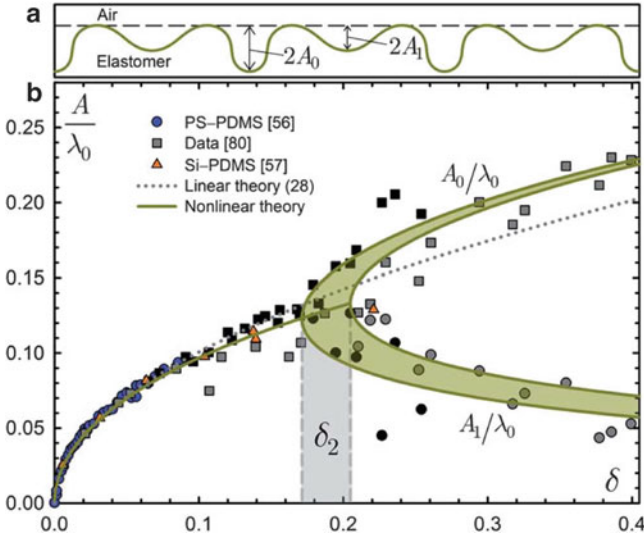 a
Air
Elastomer
2A₀
2A₁
b
A/λ₀
PS–PDMS [56]
Data [80]
Si–PDMS [57]
Linear theory (28)
Nonlinear theory
A₀/λ₀
0.25
0.20
0.15
0.10
0.05
0.00
δ₂
A₁/λ₀
δ
0.0 0.1 0.2 0.3 0.4